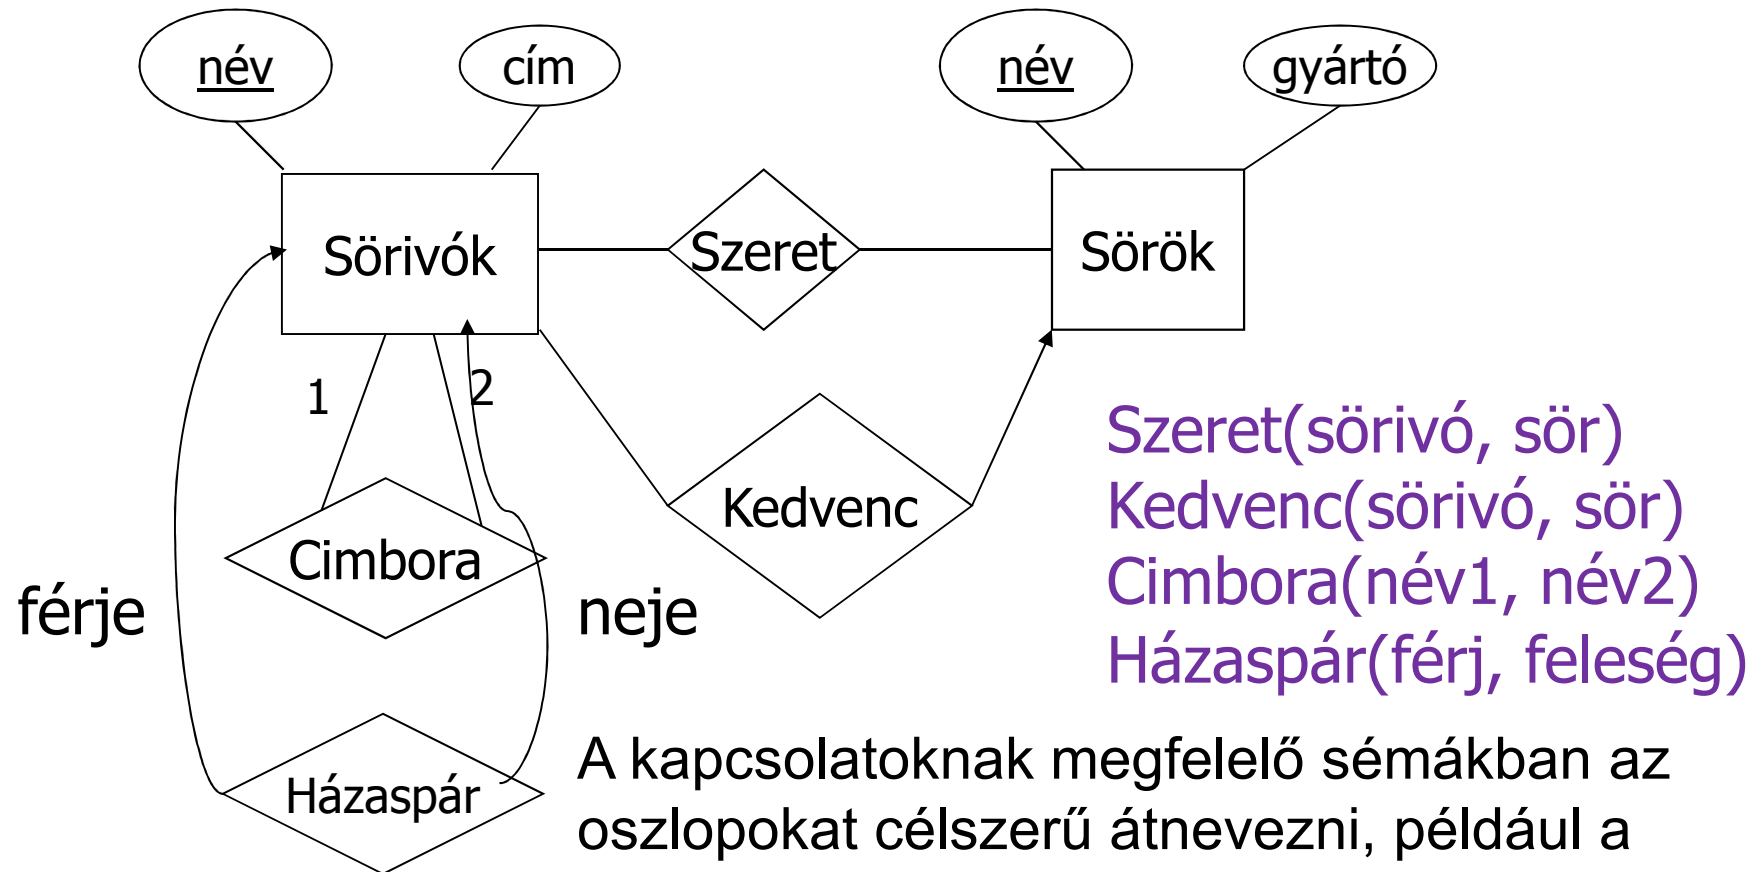 név
cím
név
gyártó
Sörivók
Szeret
Sörök
1
2
Kedvenc
Cimbora
férje
neje
Házaspár
Szeret(sörivó, sör)
Kedvenc(sörivó, sör)
Cimbora(név1, név2)
Házaspár(férj, feleség)
A kapcsolatoknak megfelelő sémákban az
oszlopokat célszerű átnevezni, például a